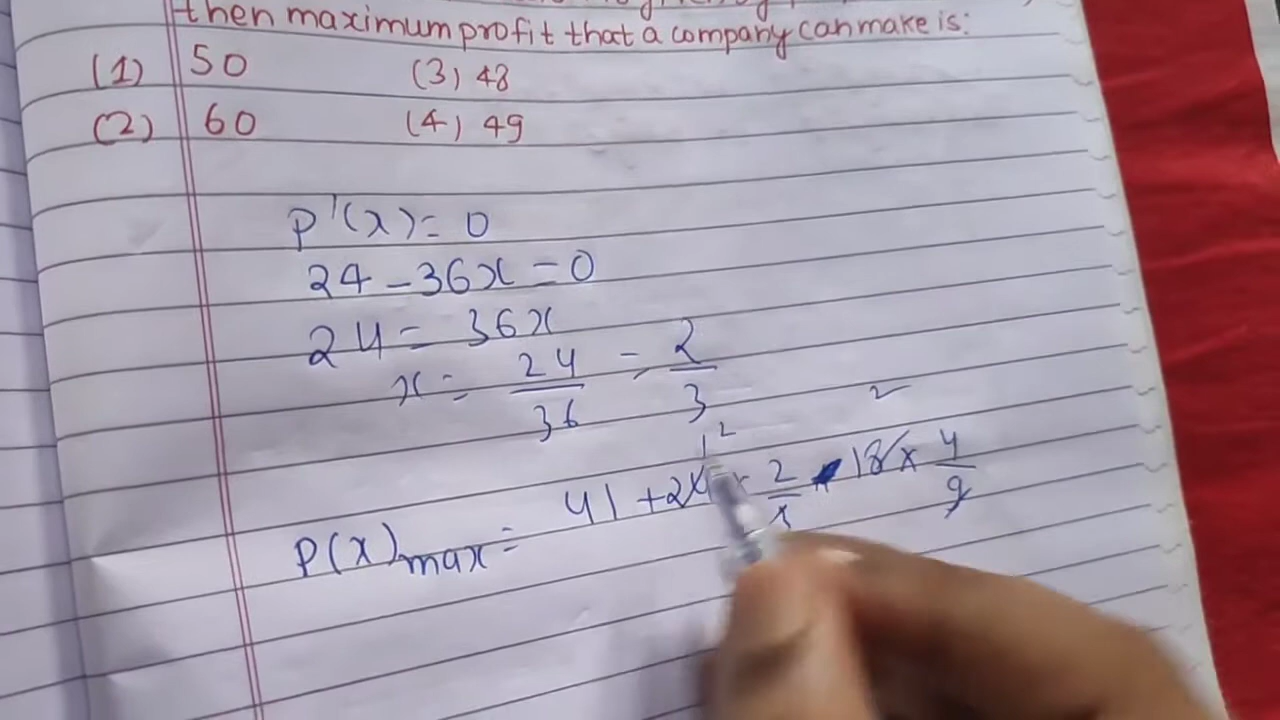 then maximum profit that a company can make is:
(1) 50 (3) 48
(2) 60 (4) 49
P'(x) = 0
24 - 36x = 0
24 = 36x
x = 24/36 = 2/3
P(x)max = 41 + 24 × 2/3 - 18 × 4/9